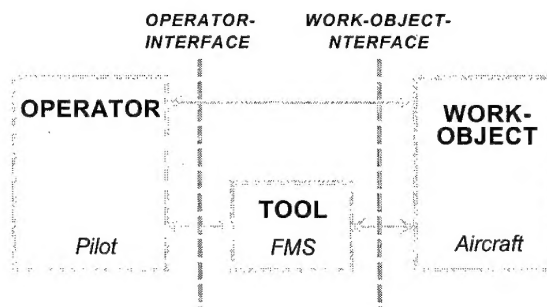 OPERATOR-
INTERFACE
WORK-OBJECT-
NTERFACE
OPERATOR
WORK-
OBJECT
TOOL
Pilot
FMS
Aircraft